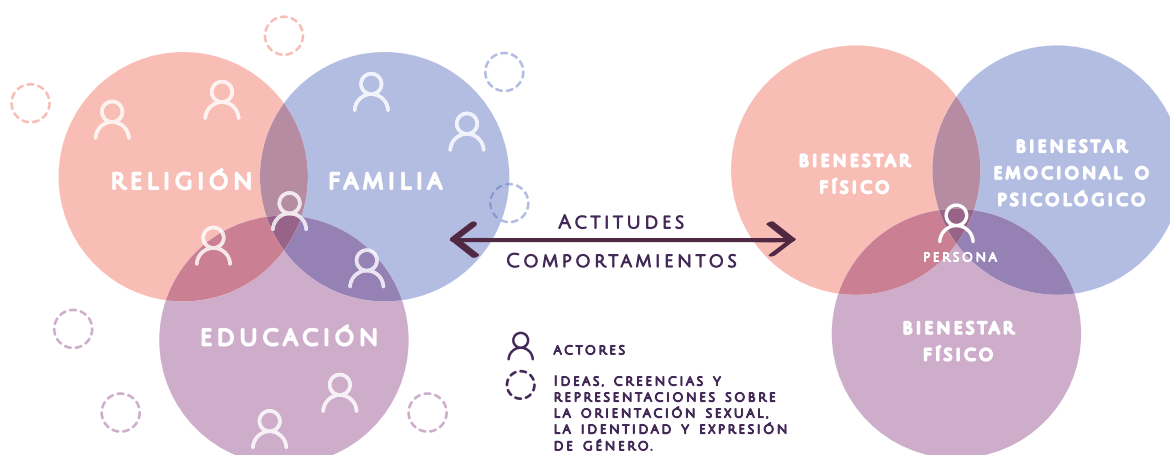 RELIGIÓN
FAMILIA
EDUCACIÓN
ACTITUDES
COMPORTAMIENTOS
ACTORES
IDEAS, CREENCIAS Y
REPRESENTACIONES SOBRE
LA ORIENTACIÓN SEXUAL,
LA IDENTIDAD Y EXPRESIÓN
DE GÉNERO.
BIENESTAR
FÍSICO
BIENESTAR
EMOCIONAL O
PSICOLÓGICO
PERSONA
BIENESTAR
FÍSICO